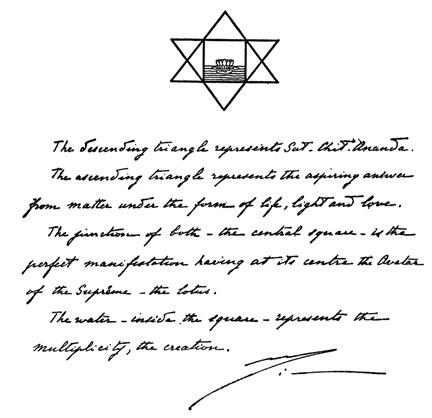 The descending triangle represents Sat-Chit-Ananda.
The ascending triangle represents the aspiring answer
from matter under the form of life, light and love.
The junction of both - the central square - is the
perfect manifestation having at its centre the Avatar
of the Suprême - the lotus.
The water - inside the square - represents the
multiplicity, the creation.